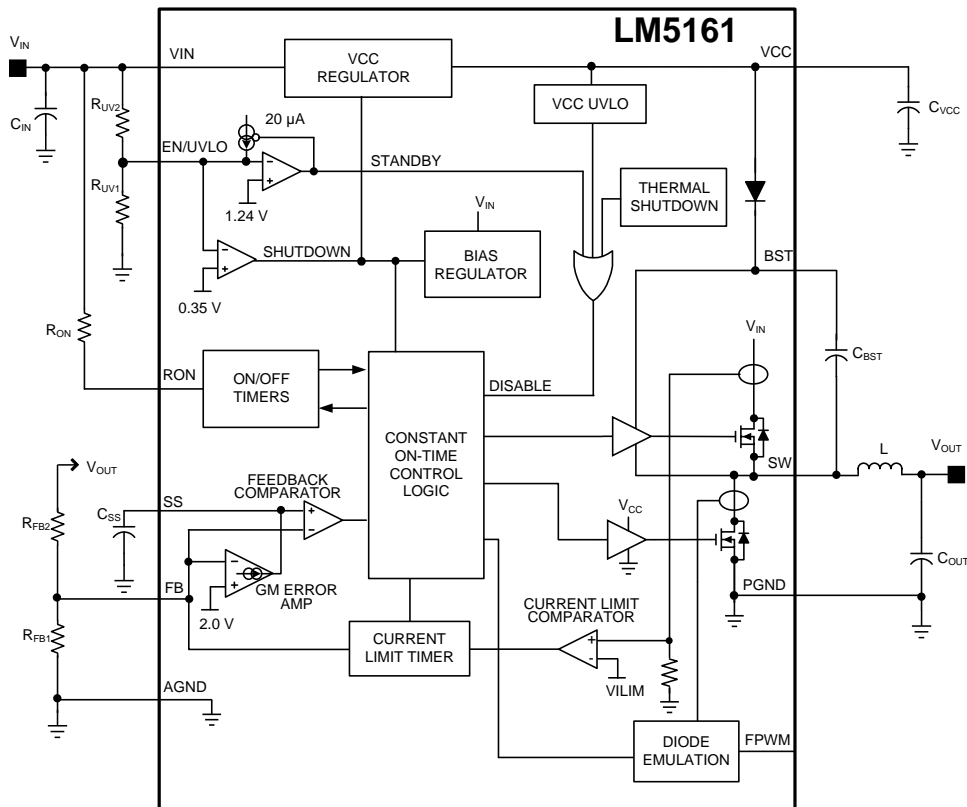 LM5161
VIN
VIN
VCC
REGULATOR
VCC
CIN
RUV2
20 µA
VCC UVLO
CVCC
EN/UVLO
STANDBY
RUV1
1.24 V
THERMAL
SHUTDOWN
VIN
SHUTDOWN
BIAS
REGULATOR
BST
0.35 V
RON
VIN
CBST
RON
ON/OFF
TIMERS
DISABLE
CONSTANT
ON-TIME
CONTROL
LOGIC
L
VOUT
SW
VOUT
FEEDBACK
COMPARATOR
SS
CSS
RFB2
VCC
COUT
GM ERROR
AMP
FB
2.0 V
PGND
CURRENT LIMIT
COMPARATOR
RFB1
CURRENT
LIMIT TIMER
VILIM
AGND
DIODE
EMULATION
FPWM